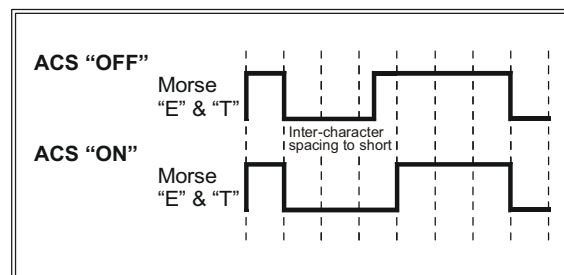 ACS “OFF”
Morse
“E” & “T”
Inter-character
spacing to short
ACS “ON”
Morse
“E” & “T”